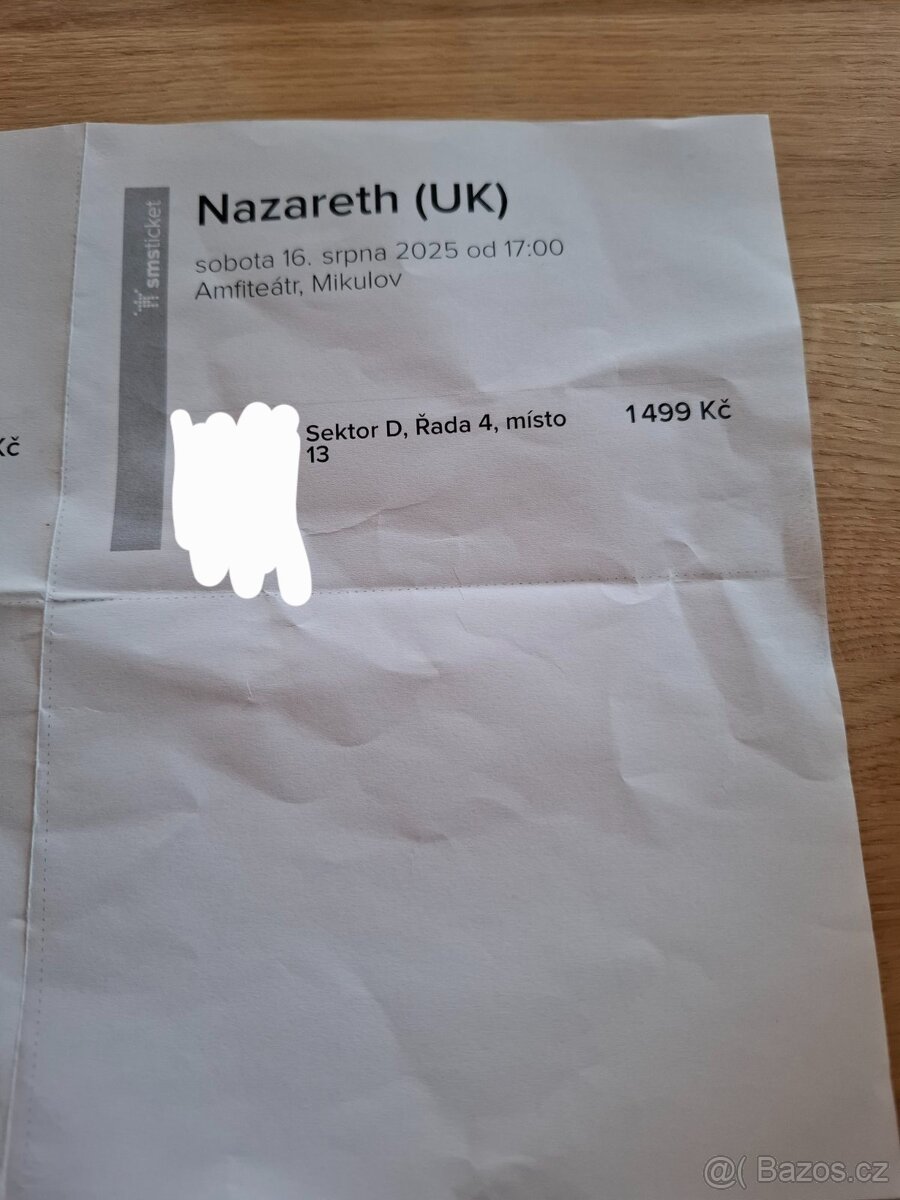 Nazareth (UK)
sobota 16. srpna 2025 od 17:00
Amfiteátr, Mikulov
smsticket
Kč
Sektor D, Řada 4, místo
13
1 499 Kč
@( Bazos.cz